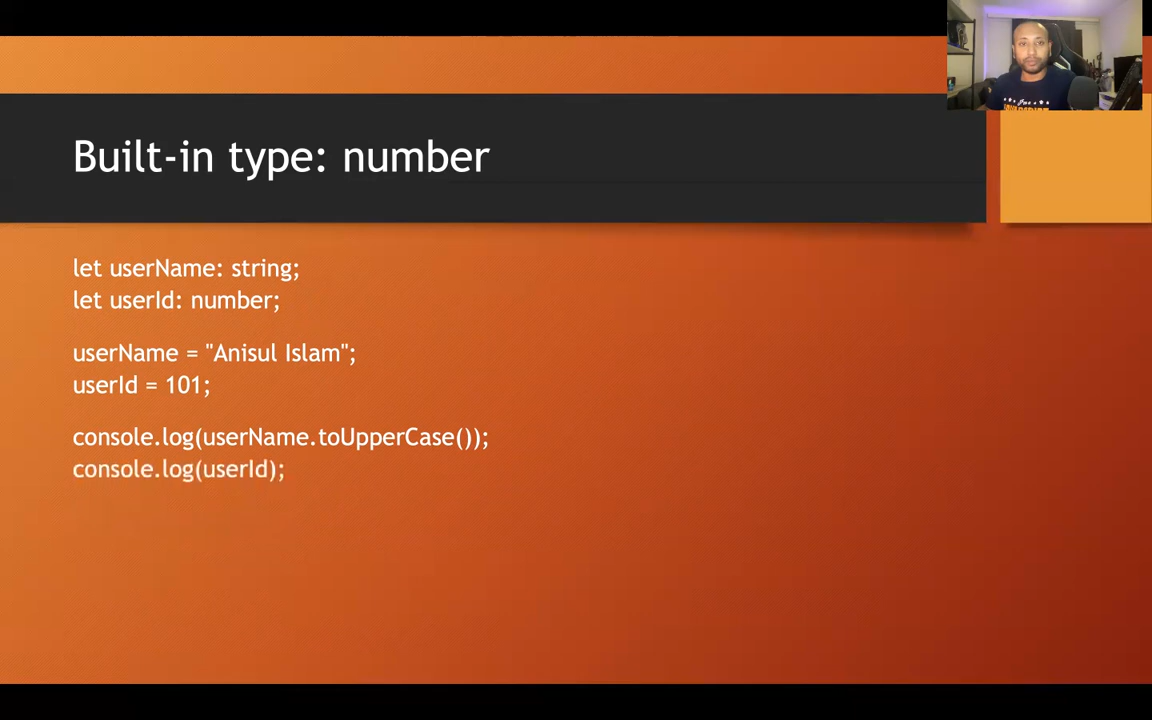 Built-in type: number
let userName: string;
let userId: number;
userName = "Anisul Islam";
userId = 101;
console.log(userName.toUpperCase());
console.log(userId);